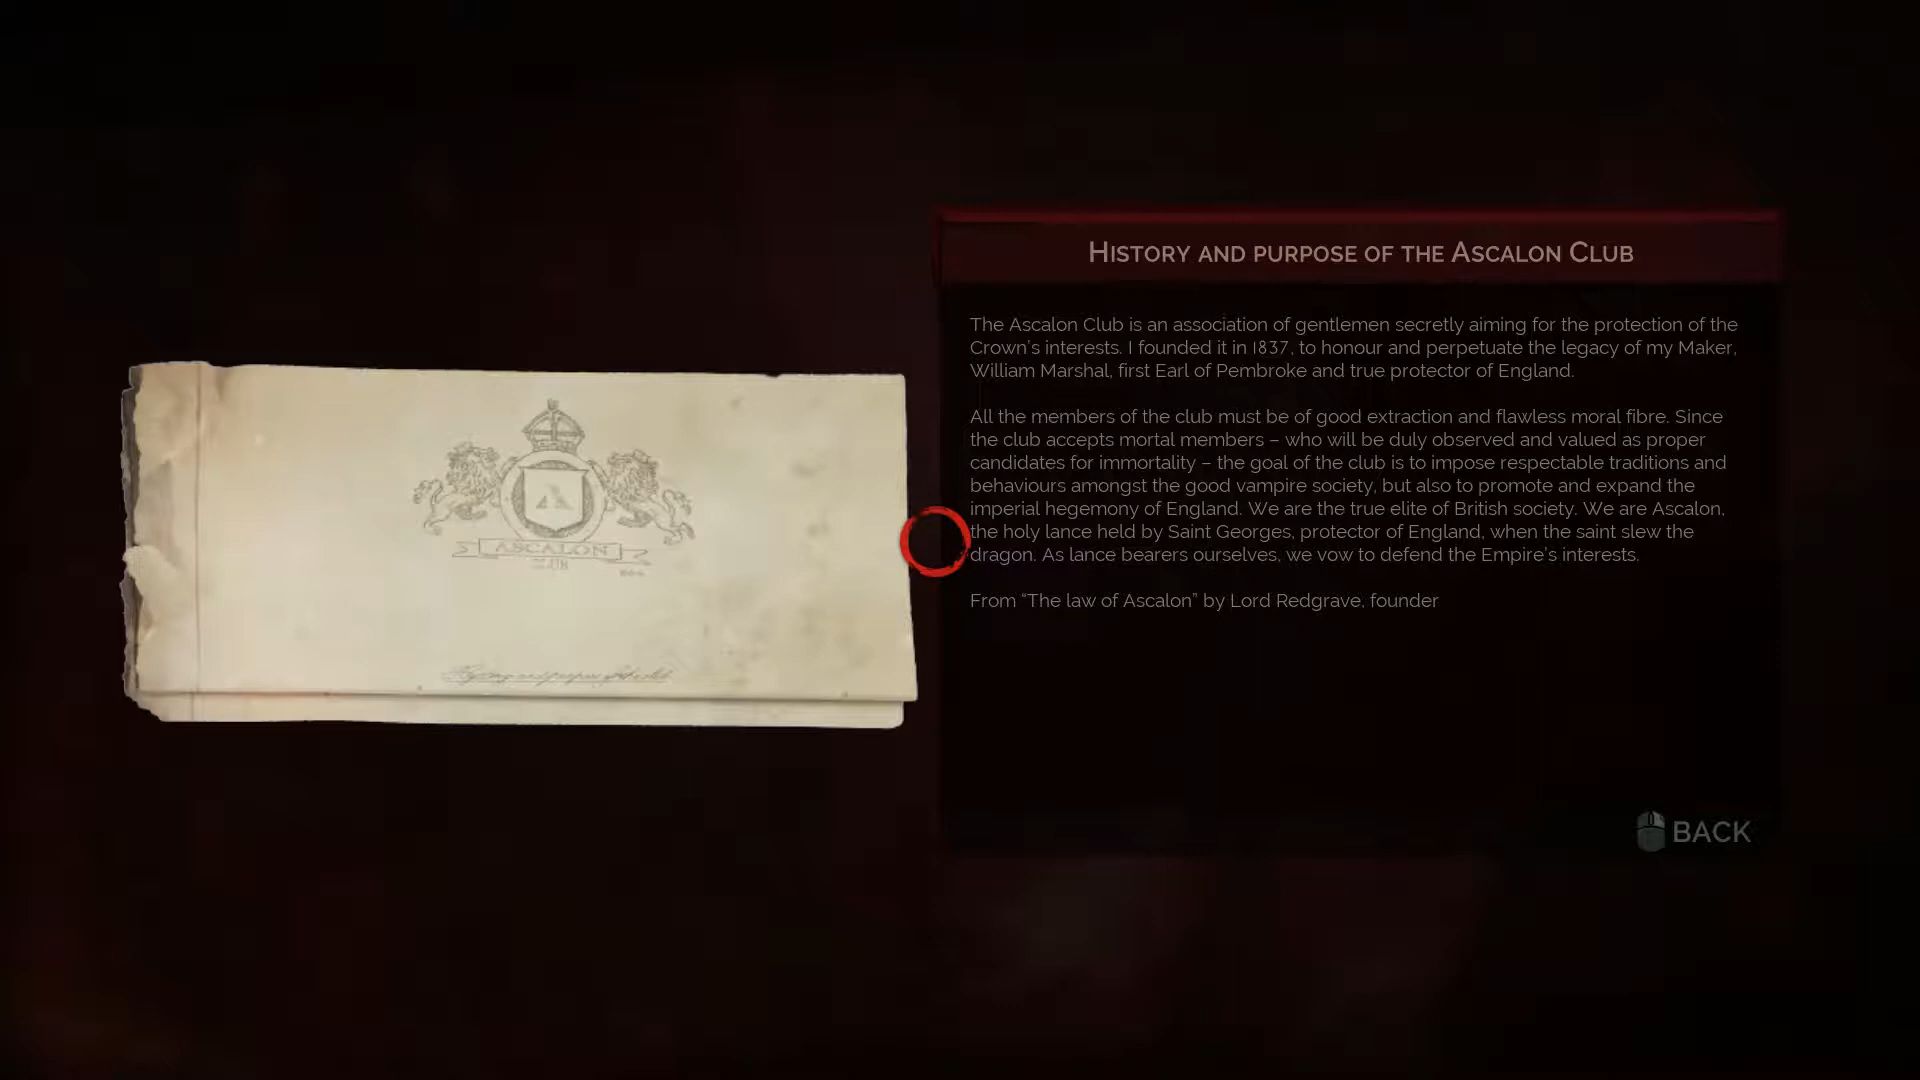 HISTORY AND PURPOSE OF THE ASCALON CLUB
The Ascalon Club is an association of gentlemen secretly aiming for the protection of the
Crown's interests. I founded it in 1837, to honour and perpetuate the legacy of my Maker,
William Marshal, first Earl of Pembroke and true protector of England.
All the members of the club must be of good extraction and flawless moral fibre. Since
the club accepts mortal members – who will be duly observed and valued as proper
candidates for immortality – the goal of the club is to impose respectable traditions and
behaviours amongst the good vampire society, but also to promote and expand the
imperial hegemony of England. We are the true elite of British society. We are Ascalon,
the holy lance held by Saint Georges, protector of England, when the saint slew the
dragon. As lance bearers ourselves, we vow to defend the Empire's interests.
From “The law of Ascalon” by Lord Redgrave, founder
A
ASCALON
CLUB
BACK